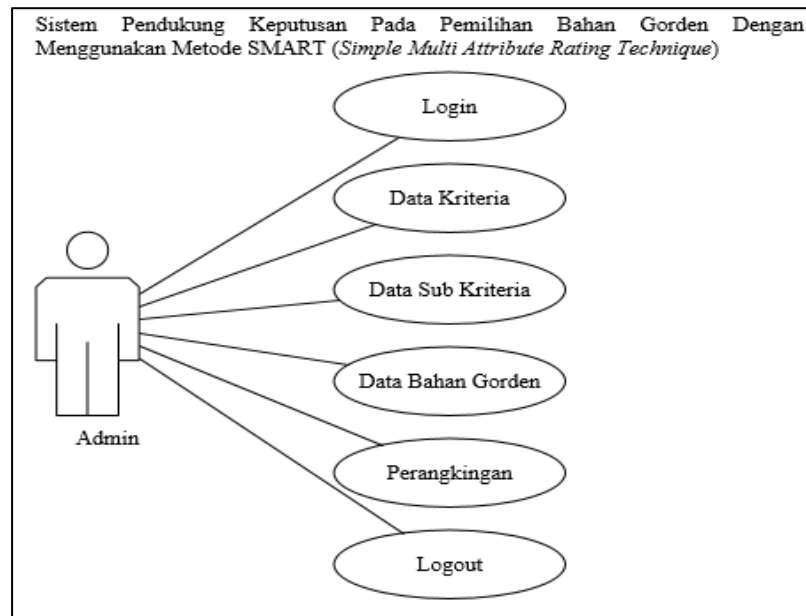 Sistem Pendukung Keputusan Pada Pemilihan Bahan Gorden Dengan
Menggunakan Metode SMART (Simple Multi Attribute Rating Technique)
Login
Data Kriteria
Data Sub Kriteria
Data Bahan Gorden
Perangkingan
Logout
Admin